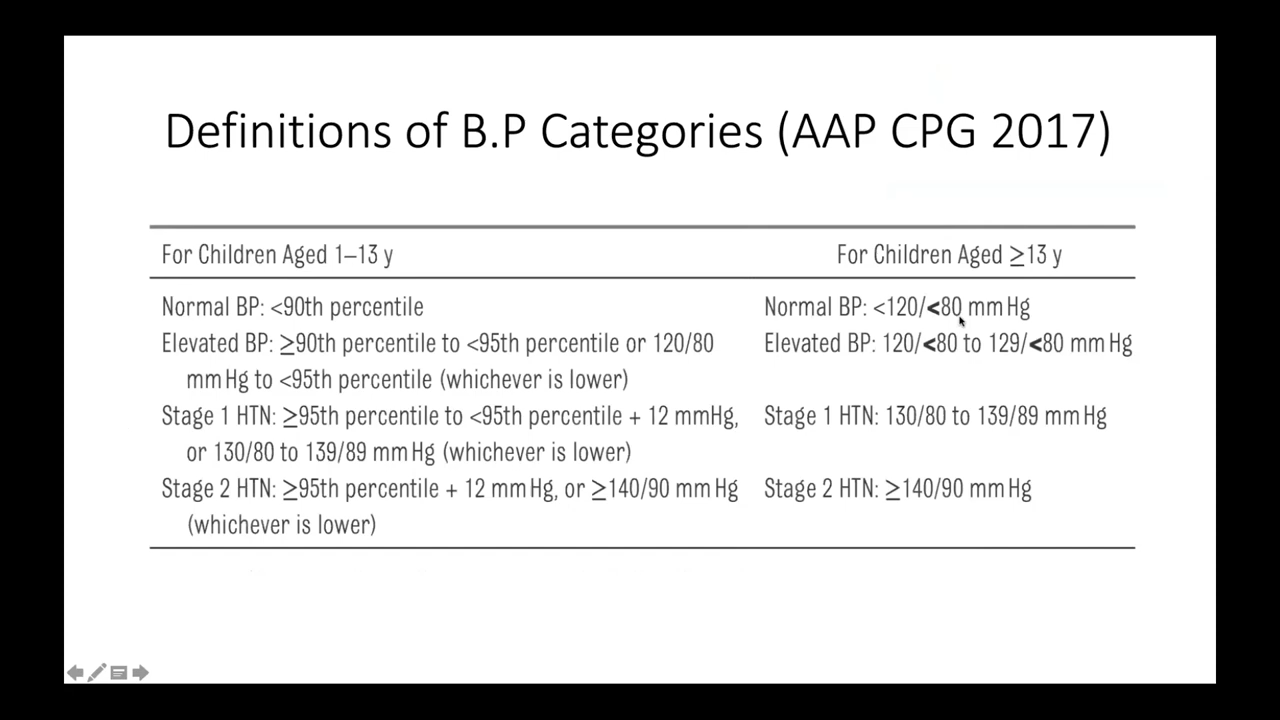 Definitions of B.P Categories (AAP CPG 2017)
For Children Aged 1–13 y
For Children Aged ≥13 y
Normal BP: <90th percentile
Normal BP: <120/<80 mm Hg
Elevated BP: ≥90th percentile to <95th percentile or 120/80
mm Hg to <95th percentile (whichever is lower)
Elevated BP: 120/<80 to 129/<80 mm Hg
Stage 1 HTN: ≥95th percentile to <95th percentile + 12 mmHg,
or 130/80 to 139/89 mm Hg (whichever is lower)
Stage 1 HTN: 130/80 to 139/89 mm Hg
Stage 2 HTN: ≥95th percentile + 12 mm Hg, or ≥140/90 mm Hg
(whichever is lower)
Stage 2 HTN: ≥140/90 mm Hg